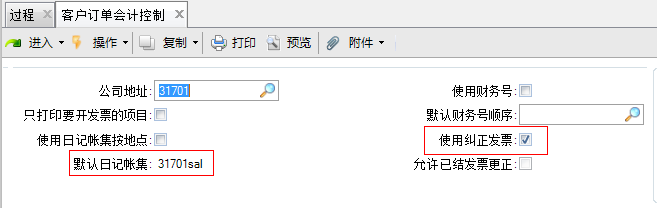 过程 客户订单会计控制
进入 操作 复制 打印 预览 附件
公司地址: 31701 使用财务号:
只打印要开发票的项目: 默认财务号顺序:
使用日记帐集按地点: 使用纠正发票:
默认日记帐集: 31701sal 允许已结发票更正: